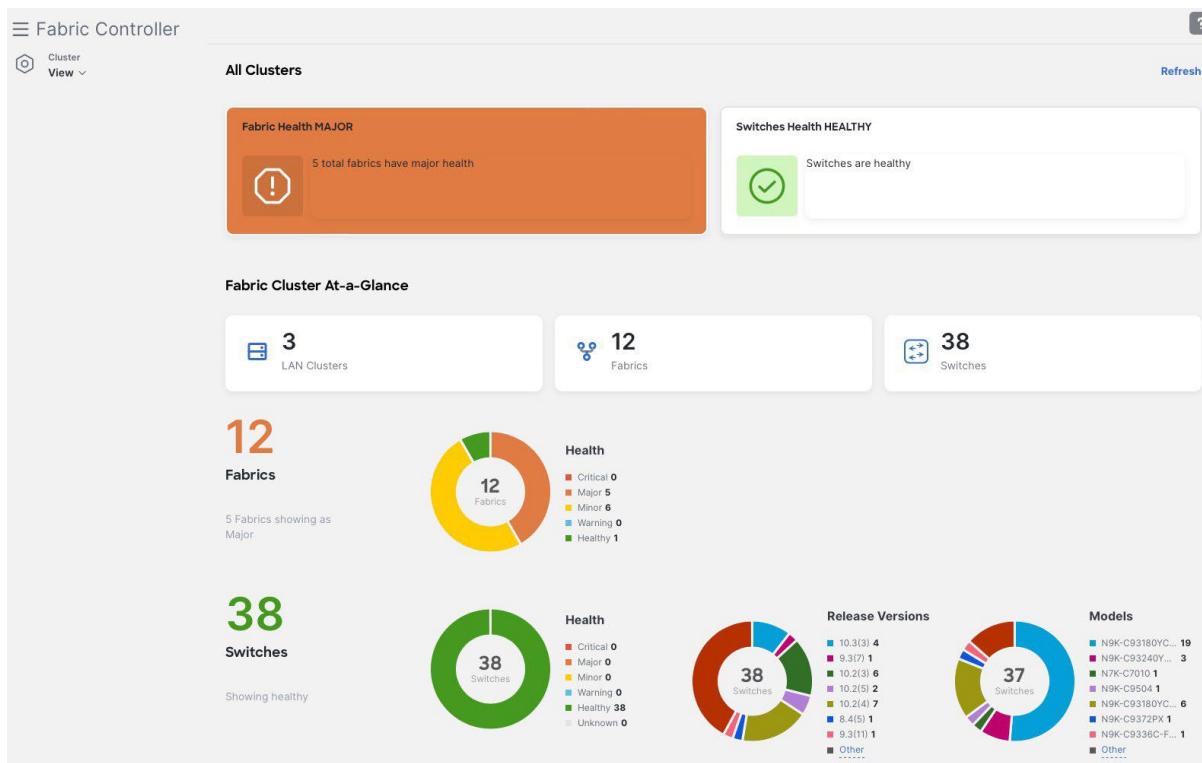 Fabric Controller
?
Cluster
View
All Clusters
Refresh
Fabric Health MAJOR
5 total fabrics have major health
Switches Health HEALTHY
Switches are healthy
Fabric Cluster At-a-Glance
3
LAN Clusters
12
Fabrics
38
Switches
12
Fabrics
5 Fabrics showing as
Major
12
Fabrics
Health
Critical 0
Major 5
Minor 6
Warning 0
Healthy 1
38
Switches
Showing healthy
38
Switches
Health
Critical 0
Major 0
Minor 0
Warning 0
Healthy 38
Unknown 0
38
Switches
Release Versions
10.3(3) 4
9.3(7) 1
10.2(3) 6
10.2(5) 2
10.2(4) 7
8.4(5) 1
9.3(11) 1
Other
37
Switches
Models
N9K-C93180YC... 19
N9K-C93240Y... 3
N7K-C7010 1
N9K-C9504 1
N9K-C93180YC... 6
N9K-C9372PX 1
N9K-C9336C-F... 1
Other